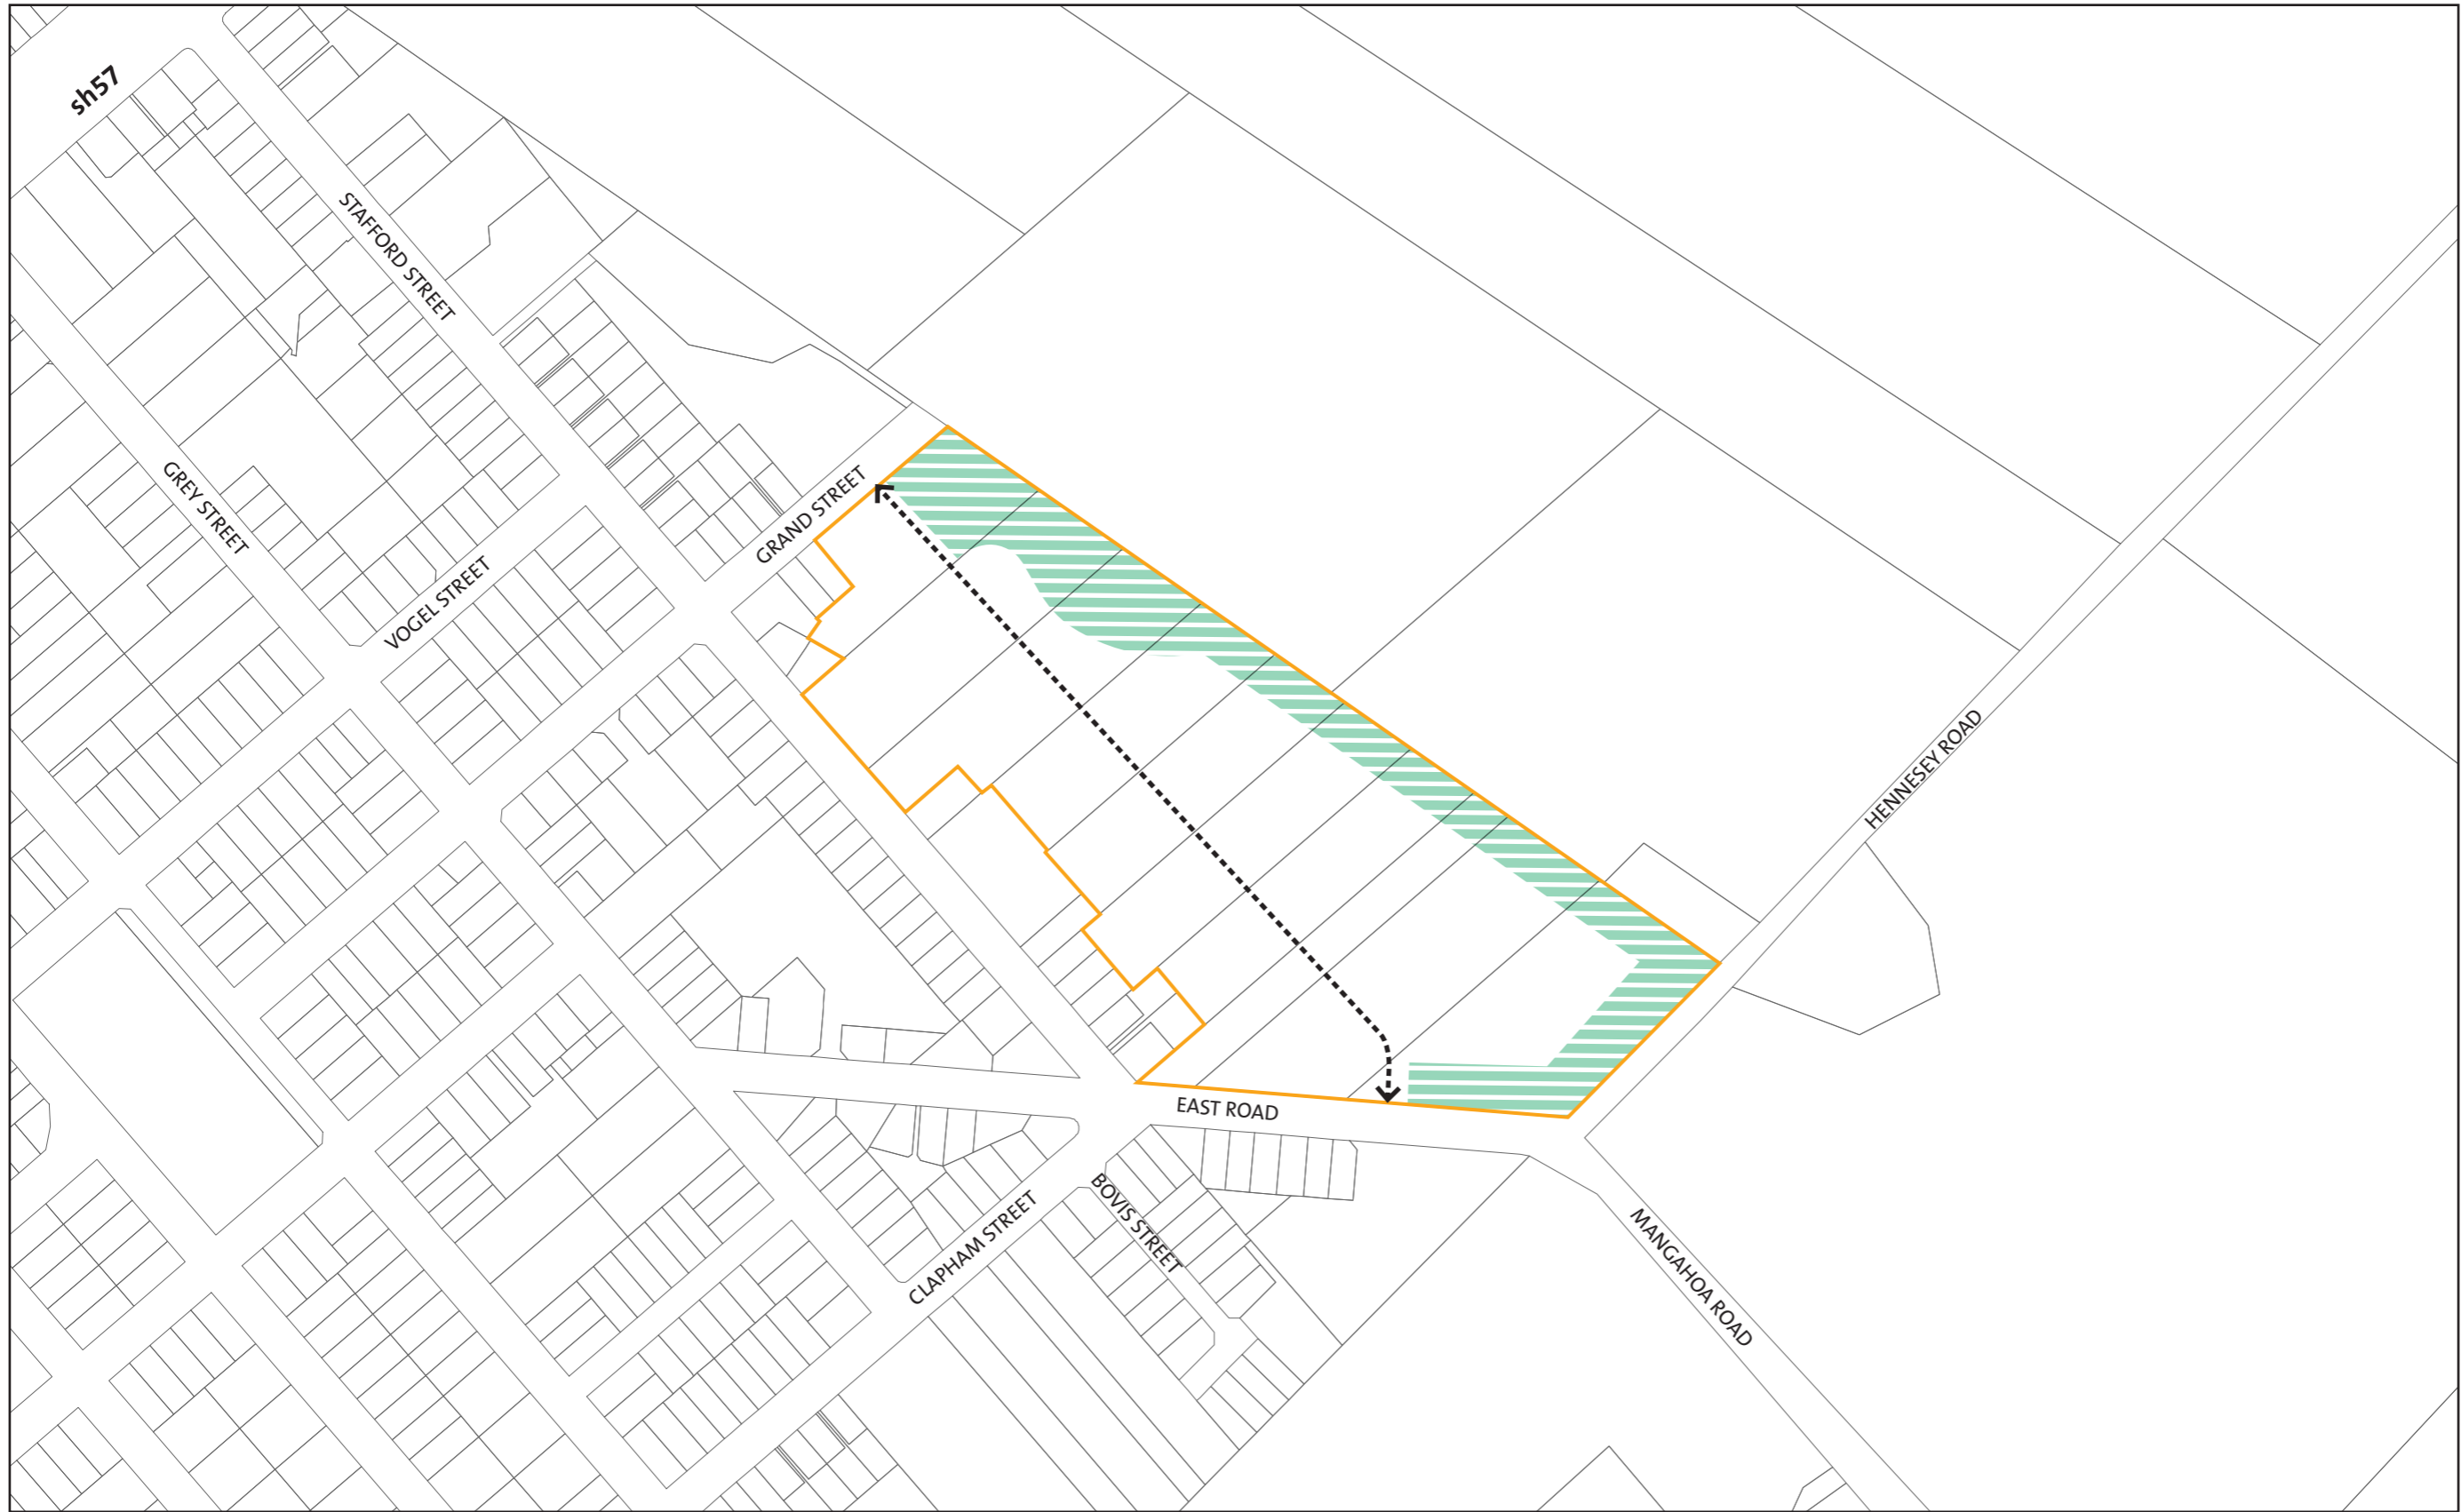 sh57
STAFFORD STREET
GREY STREET
GRAND STREET
VOGEL STREET
HENNESEY ROAD
EAST ROAD
BOVIS STREET
CLAPHAM STREET
MANGAHOA ROAD